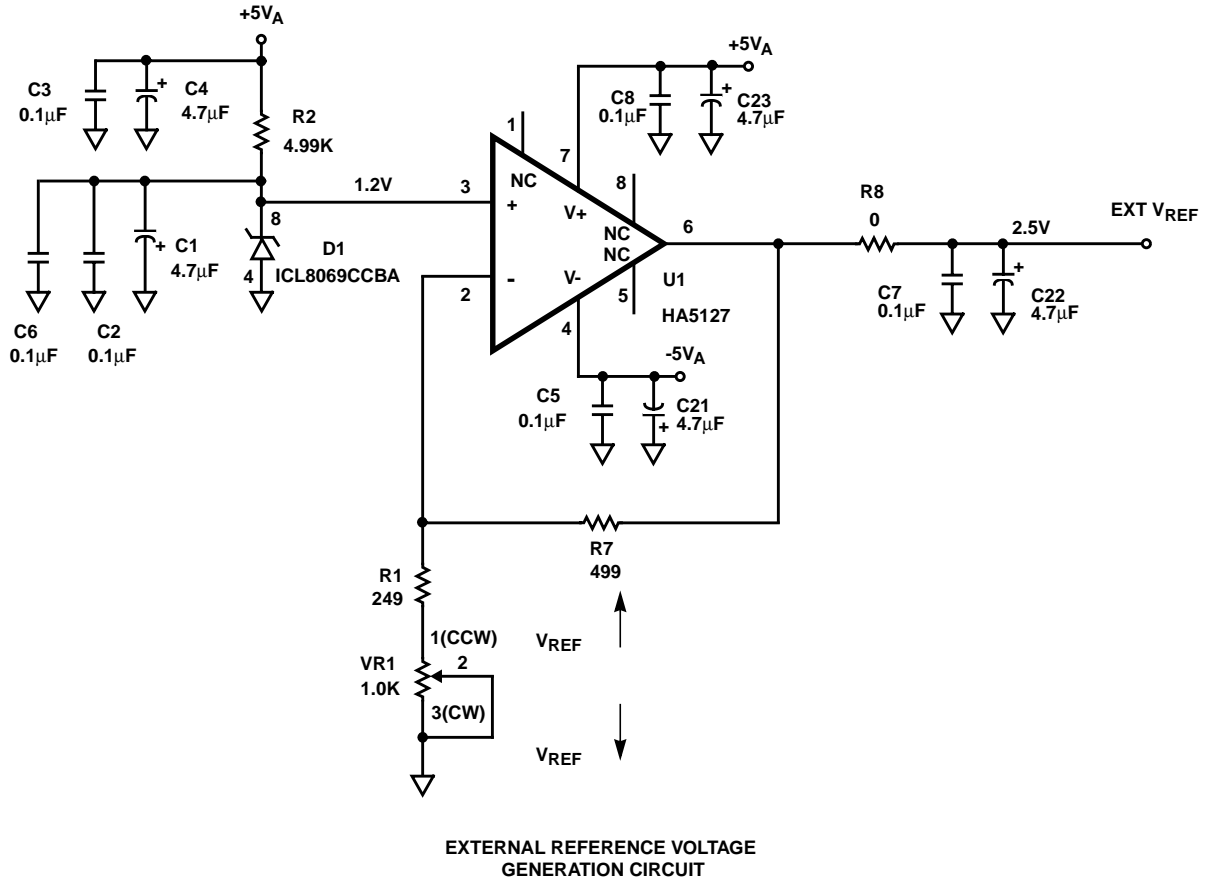 +5VA
+5VA
C3
0.1µF
C4
4.7µF
+
R2
4.99K
C8
0.1µF
+
C23
4.7µF
1
NC
7
8
1.2V
3
+
V+
NC
NC
6
R8
0
2.5V
EXT VREF
8
4
D1
ICL8069CCBA
+
C1
4.7µF
C6
0.1µF
C2
0.1µF
2
-
V-
4
5
U1
HA5127
C7
0.1µF
+
C22
4.7µF
-5VA
C5
0.1µF
C21
+ 4.7µF
R7
499
R1
249
1(CCW)
VR1
1.0K
2
3(CW)
VREF
VREF
EXTERNAL REFERENCE VOLTAGE
GENERATION CIRCUIT